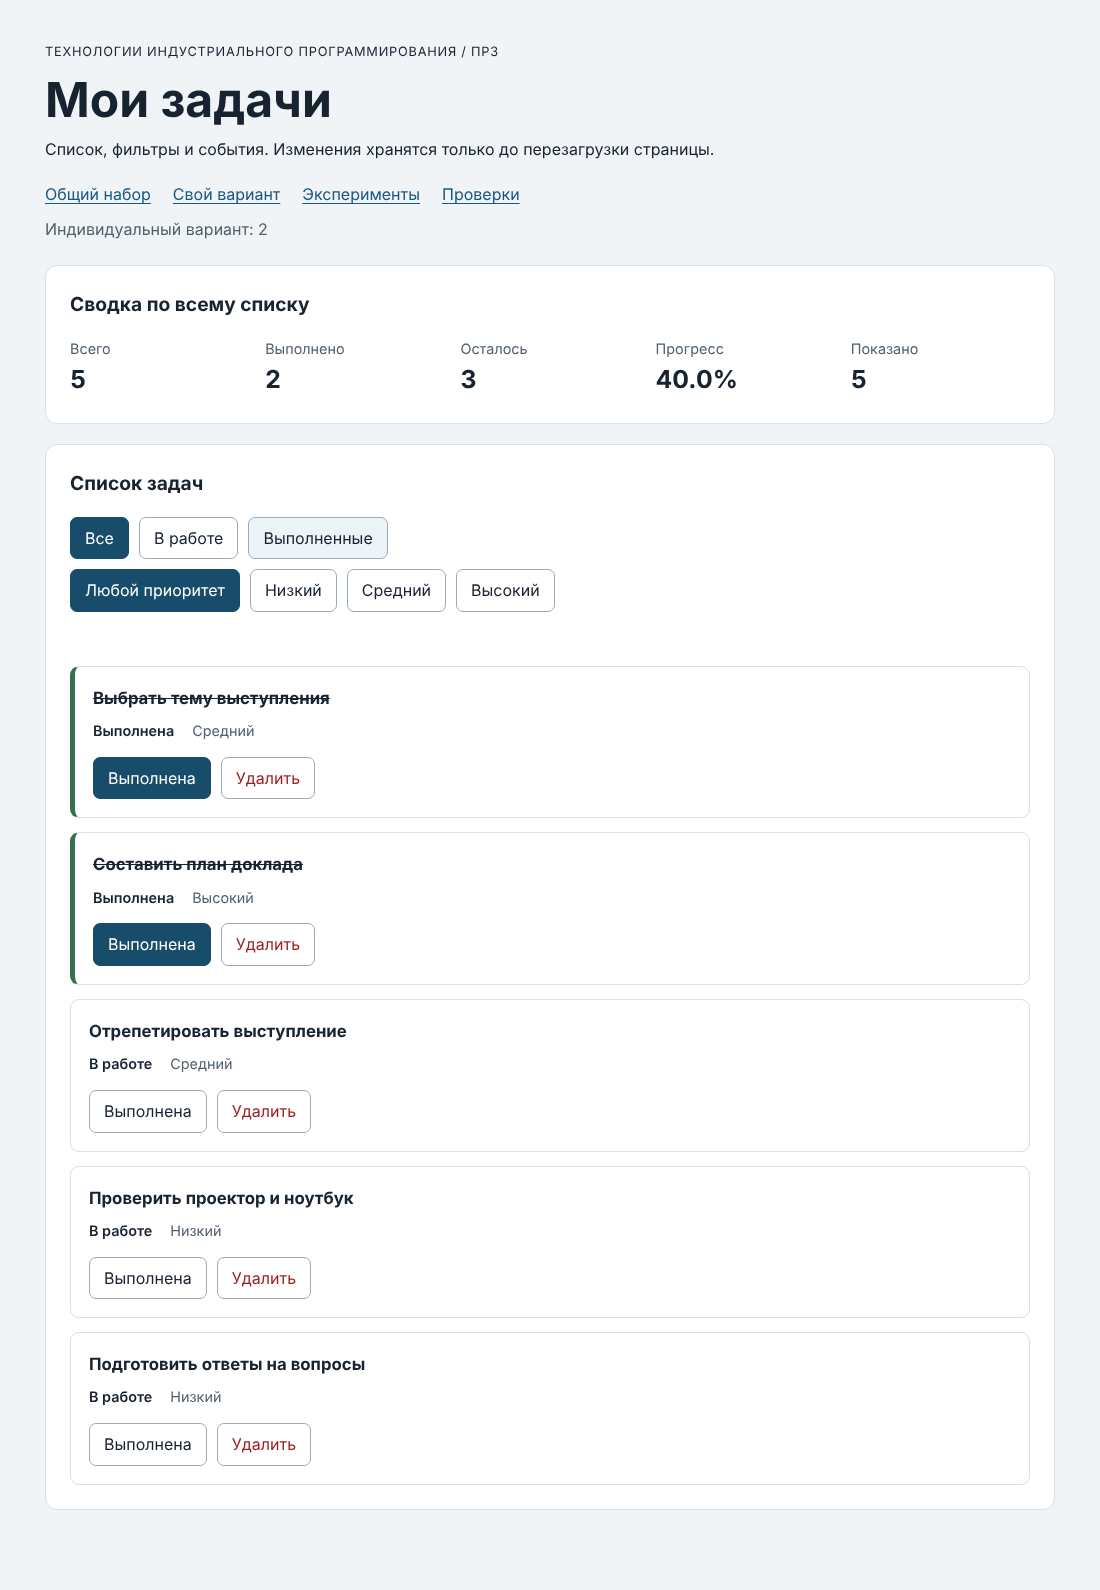 ТЕХНОЛОГИИ ИНДУСТРИАЛЬНОГО ПРОГРАММИРОВАНИЯ / ПР3
Мои задачи
Список, фильтры и события. Изменения хранятся только до перезагрузки страницы.
Общий набор Свой вариант Эксперименты Проверки
Индивидуальный вариант: 2
Сводка по всему списку
Всего Выполнено Осталось Прогресс Показано
5 2 3 40.0% 5
Список задач
Все В работе Выполненные
Любой приоритет Низкий Средний Высокий
Выбрать тему выступления
Выполнена Средний
Выполнена Удалить
Составить план доклада
Выполнена Высокий
Выполнена Удалить
Отрепетировать выступление
В работе Средний
Выполнена Удалить
Проверить проектор и ноутбук
В работе Низкий
Выполнена Удалить
Подготовить ответы на вопросы
В работе Низкий
Выполнена Удалить